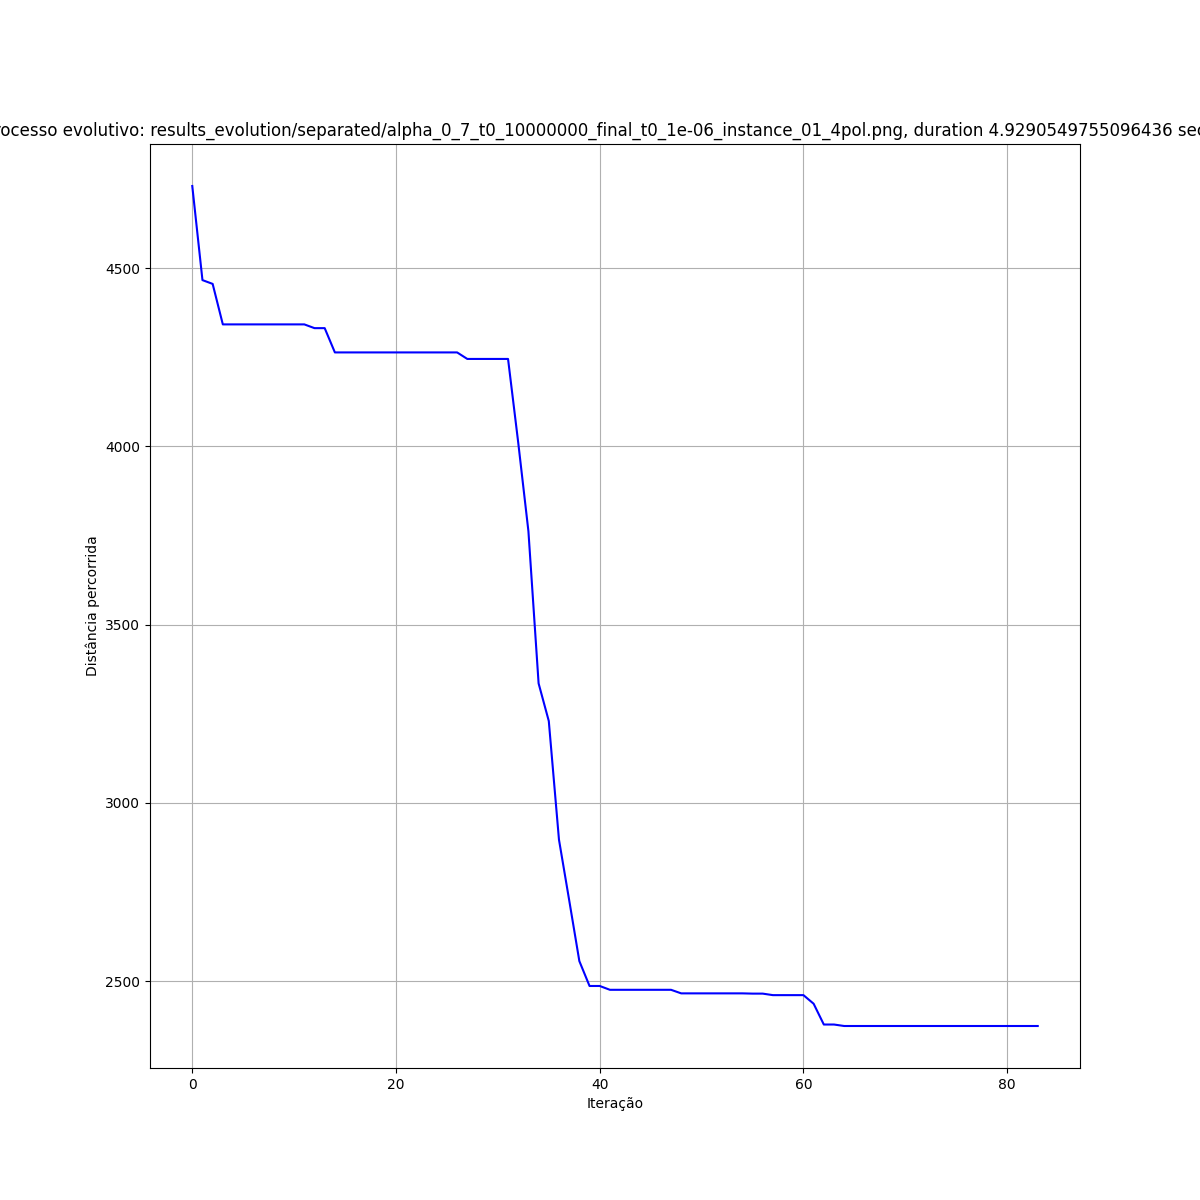 ocesso evolutivo: results_evolution/separated/alpha_0_7_t0_10000000_final_t0_1e-06_instance_01_4pol.png, duration 4.9290549755096436 sec
4500
4000
3500
3000
2500
Distância percorrida
0 20 40 60 80
Iteração